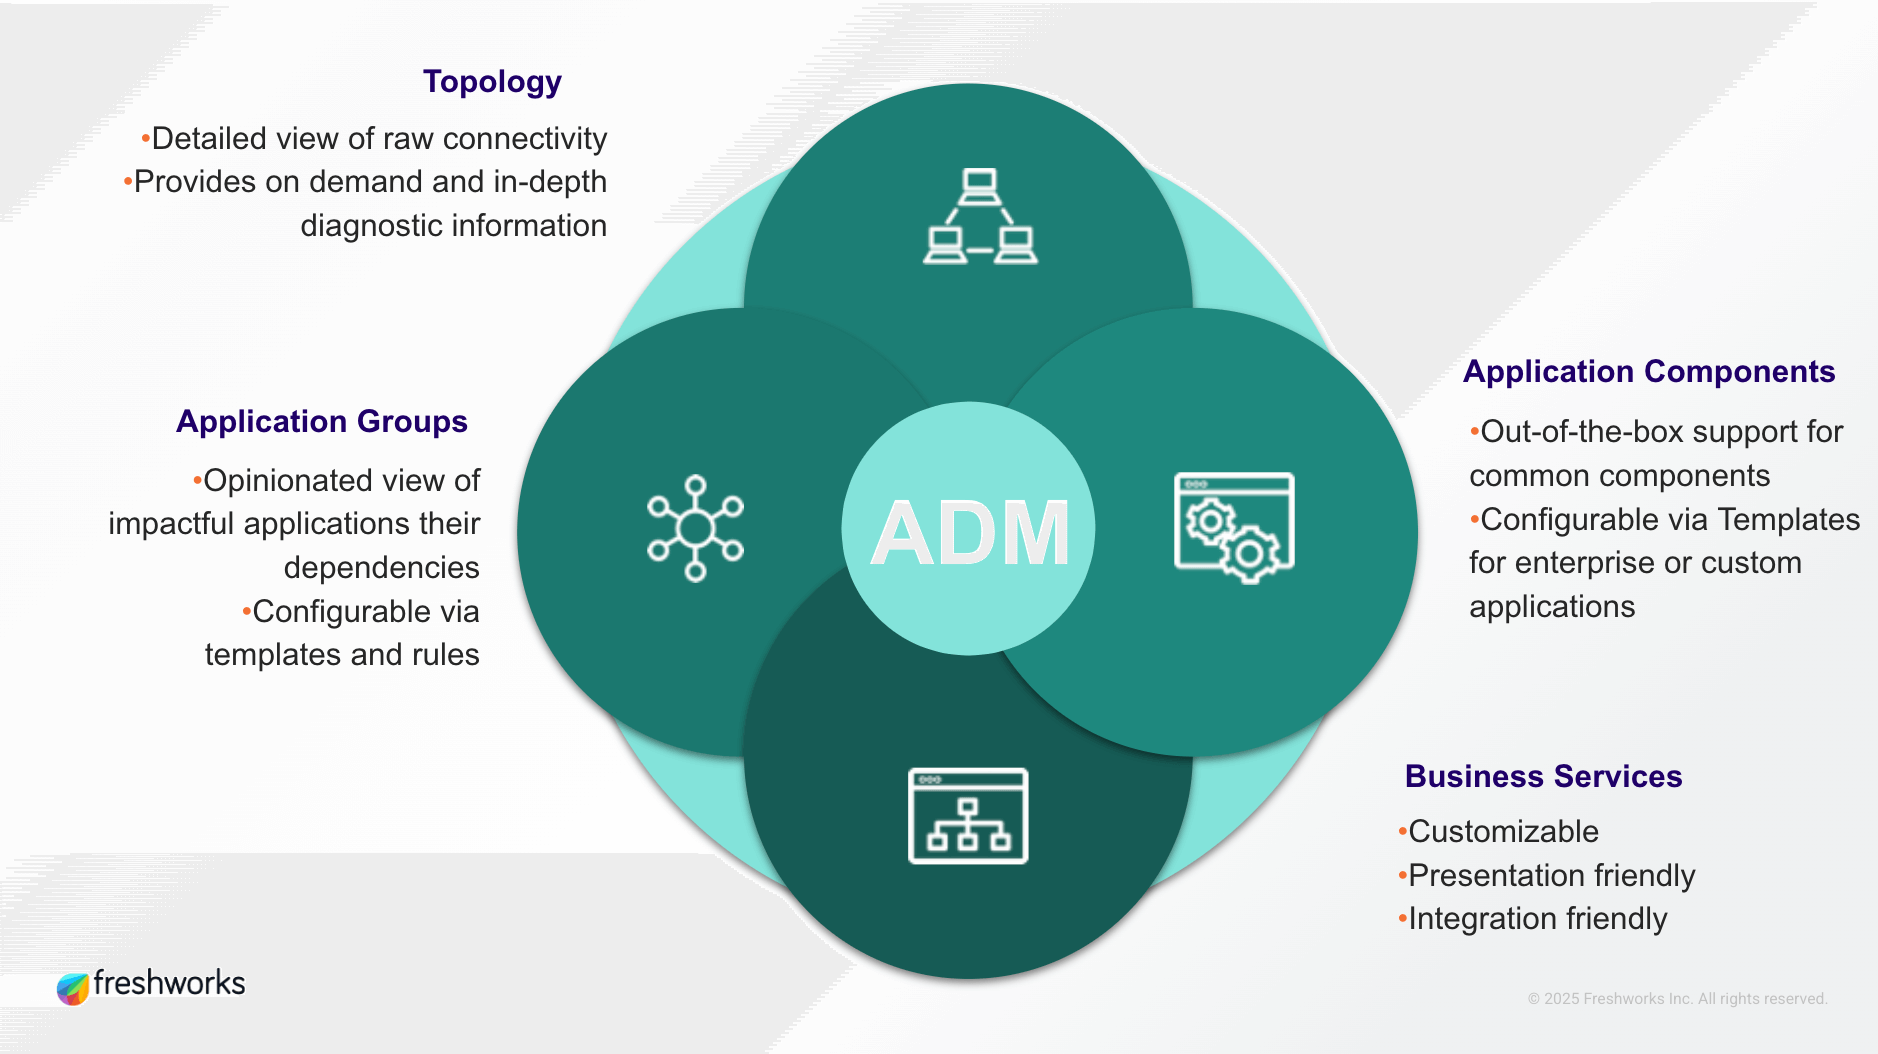 Topology
•Detailed view of raw connectivity
•Provides on demand and in-depth
diagnostic information
Application Groups
•Opinionated view of
impactful applications their
dependencies
•Configurable via
templates and rules
ADM
Application Components
•Out-of-the-box support for
common components
•Configurable via Templates
for enterprise or custom
applications
Business Services
•Customizable
•Presentation friendly
•Integration friendly
freshworks
© 2025 Freshworks Inc. All rights reserved.